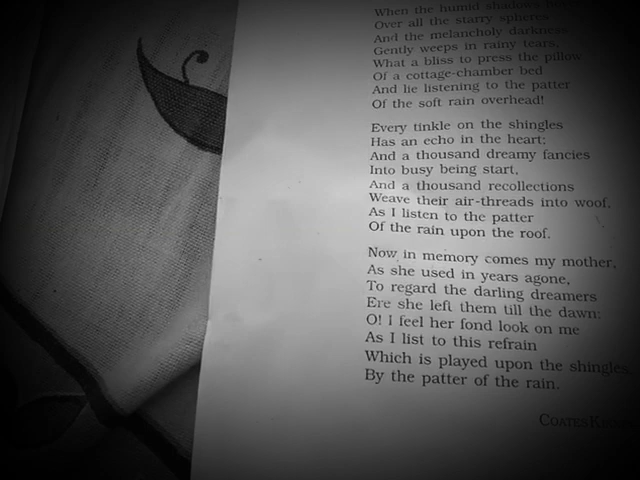 When the humid shadows
Over all the starry spheres
And the melancholy darkness
Gently weeps in rainy tears,
What a bliss to press the pillow
Of a cottage-chamber bed
And lie listening to the patter
Of the soft rain overhead!
Every tinkle on the shingles
Has an echo in the heart;
And a thousand dreamy fancies
Into busy being start,
And a thousand recollections
Weave their air-threads into woof,
As I listen to the patter
Of the rain upon the roof.
Now in memory comes my mother,
As she used in years agone,
To regard the darling dreamers
Ere she left them till the dawn:
O! I feel her fond look on me
As I list to this refrain
Which is played upon the shingles
By the patter of the rain.
COATES